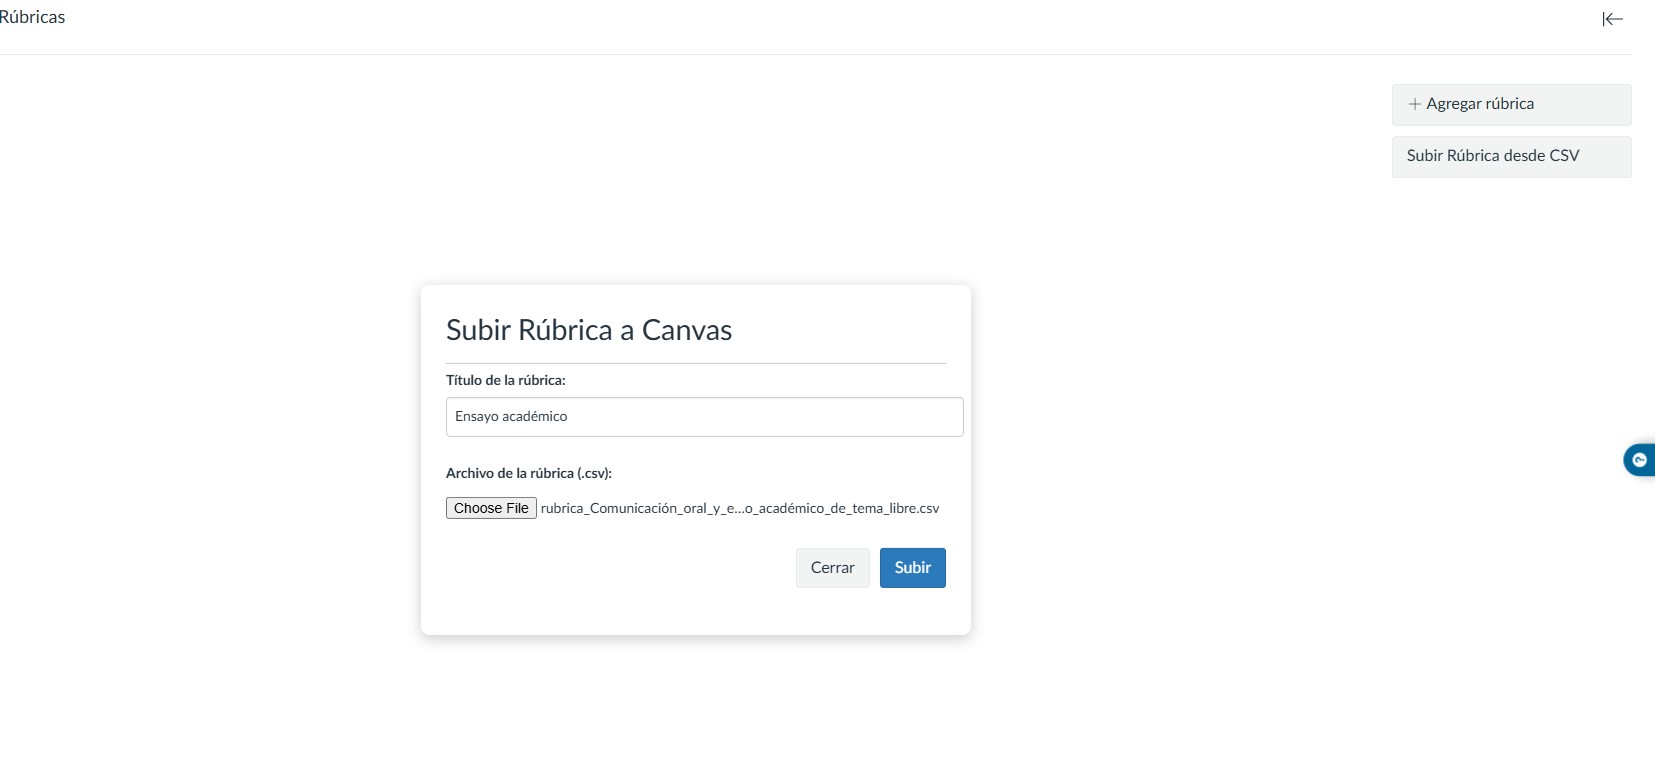 Rúbricas
+ Agregar rúbrica
Subir Rúbrica desde CSV
Subir Rúbrica a Canvas
Título de la rúbrica:
Ensayo académico
Archivo de la rúbrica (.csv):
Choose File rubrica_Comunicación_oral_y_e...o_académico_de_tema_libre.csv
Cerrar Subir